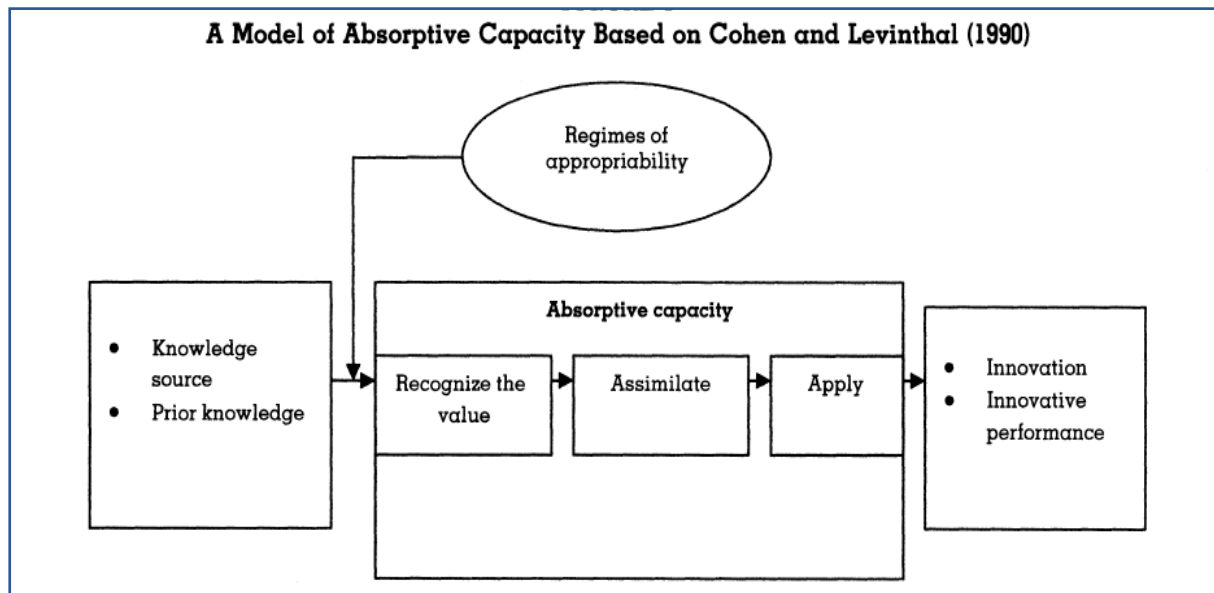 A Model of Absorptive Capacity Based on Cohen and Levinthal (1990)
Regimes of
appropriability
• Knowledge
source
• Prior knowledge
Absorptive capacity
Recognize the
value
Assimilate
Apply
• Innovation
• Innovative
performance